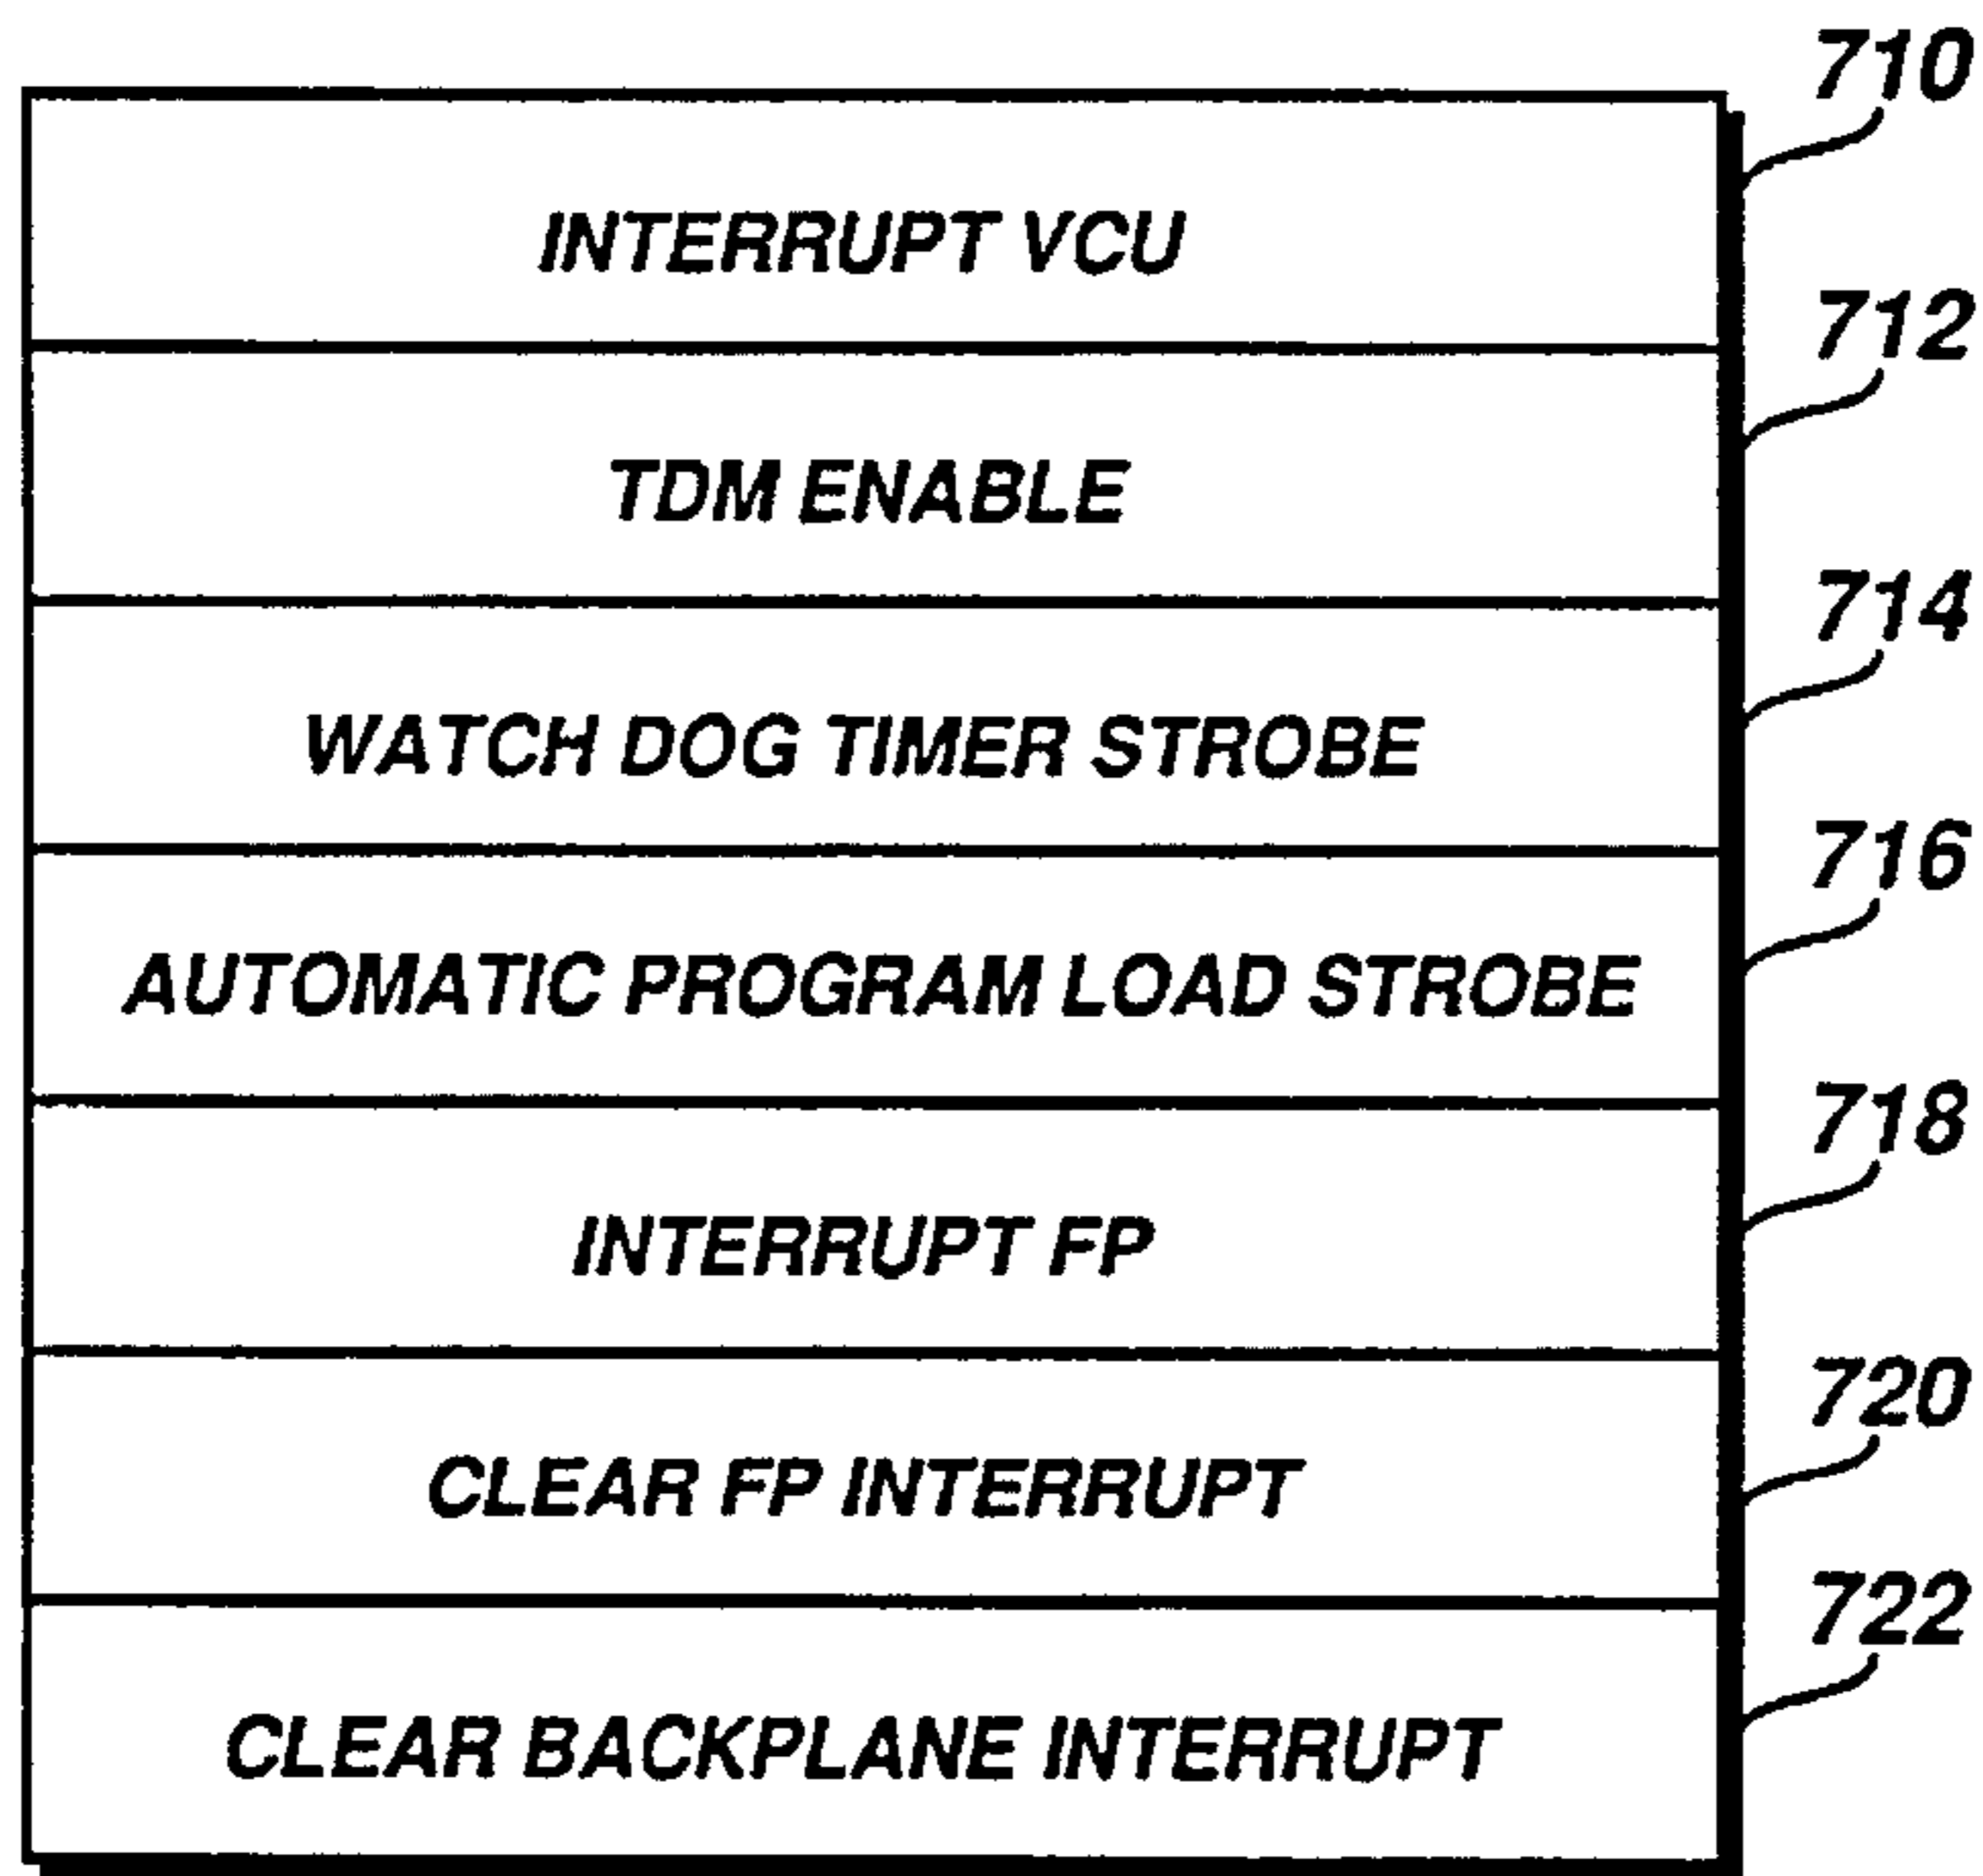 710
INTERRUPT VCU
712
TDM ENABLE
714
WATCH DOG TIMER STROBE
716
AUTOMATIC PROGRAM LOAD STROBE
718
INTERRUPT FP
720
CLEAR FP INTERRUPT
722
CLEAR BACKPLANE INTERRUPT